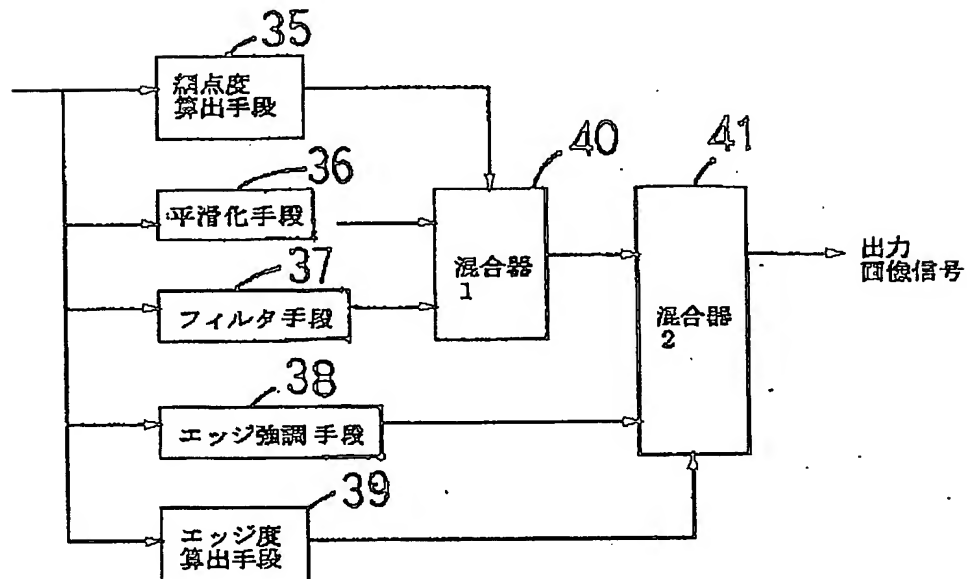 35
網点度
算出手段
36
平滑化手段
37
フィルタ手段
38
エッジ強調手段
39
エッジ度
算出手段
40
混合器
1
41
混合器
2
出力
画像信号